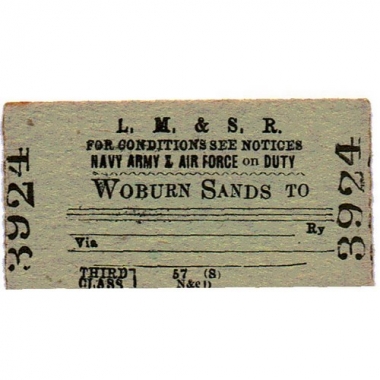 L. M. & S. R.
FOR CONDITIONS SEE NOTICES
NAVY ARMY & AIR FORCE on DUTY
WOBURN SANDS TO
Ry
Via
THIRD] 57 (S)
CLASS] N&cD
3924
3924